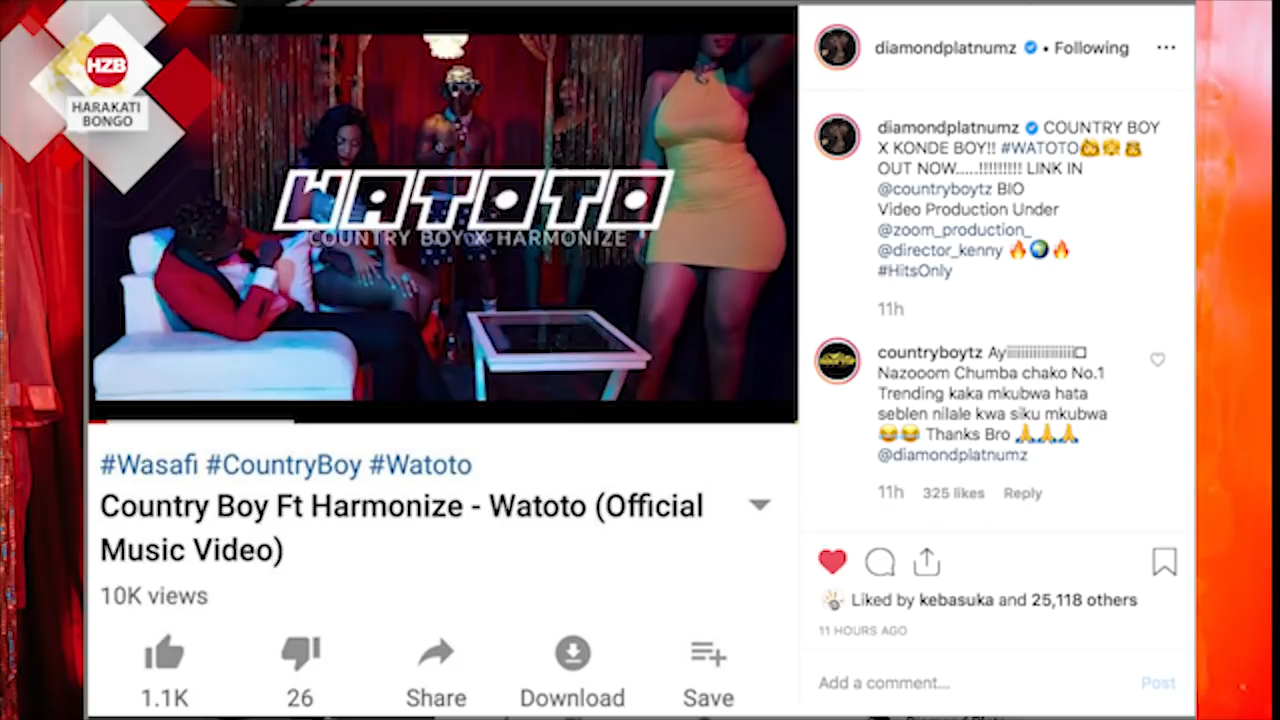 HZB
HARAKATI
BONGO
WATOTO
COUNTRY BOY X HARMONIZE
#Wasafi #CountryBoy #Watoto
Country Boy Ft Harmonize - Watoto (Official
Music Video)
10K views
1.1K
26
Share
Download
Save
diamondplatnumz • Following
diamondplatnumz COUNTRY BOY
X KONDE BOY!! #WATOTO
OUT NOW.....!!!!!!!!!! LINK IN
@countryboytz BIO
Video Production Under
@zoom_production_
@director_kenny 🔥🌍🔥
#HitsOnly
11h
countryboytz
Nazooom Chumba chako No.1
Trending kaka mkubwa hata
seblen nilale kwa siku mkubwa
😂😂 Thanks Bro 🙏🙏🙏
@diamondplatnumz
11h 325 likes Reply
Liked by kebasuka and 25,118 others
11 HOURS AGO
Add a comment...
Post